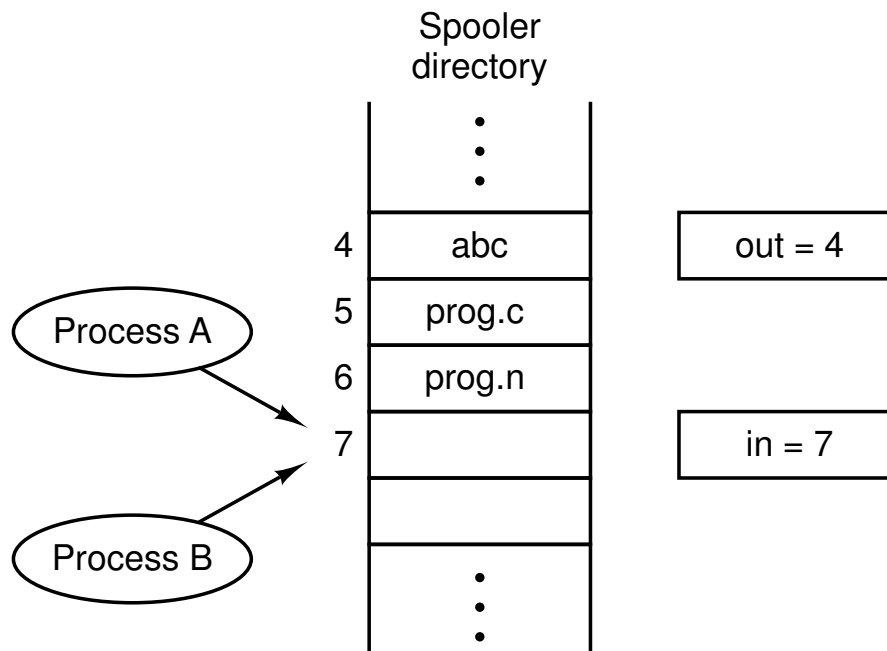 Spooler
directory
4 abc out = 4
Process A
5 prog.c
6 prog.n
7 in = 7
Process B